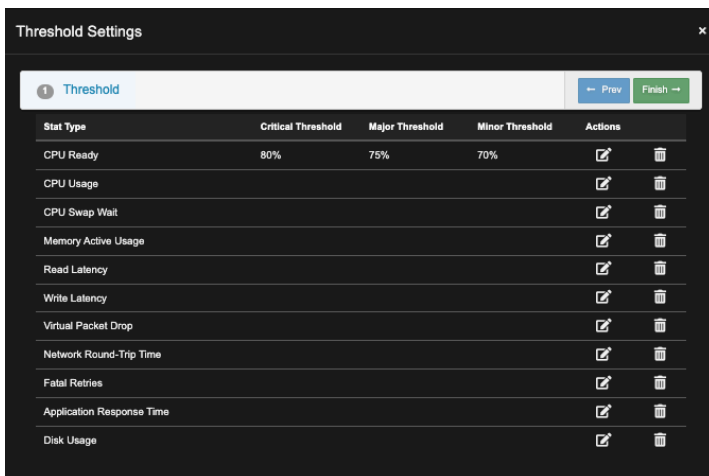 Threshold Settings ×
1 Threshold ← Prev Finish →
Stat Type Critical Threshold Major Threshold Minor Threshold Actions
CPU Ready 80% 75% 70%
CPU Usage
CPU Swap Wait
Memory Active Usage
Read Latency
Write Latency
Virtual Packet Drop
Network Round-Trip Time
Fatal Retries
Application Response Time
Disk Usage